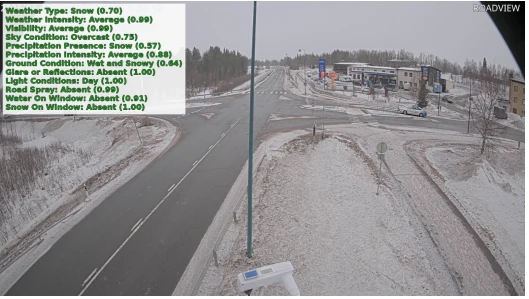 ROADVIEW
Weather Type: Snow (0.70)
Weather Intensity: Average (0.99)
Visibility: Average (0.99)
Sky Condition: Overcast (0.75)
Precipitation Presence: Snow (0.57)
Precipitation Intensity: Average (0.88)
Ground Condition: Wet and Snowy (0.64)
Glare or Reflections: Absent (1.00)
Light Conditions: Day (1.00)
Road Spray: Absent (0.99)
Water On Window: Absent (0.91)
Snow On Window: Absent (1.00)